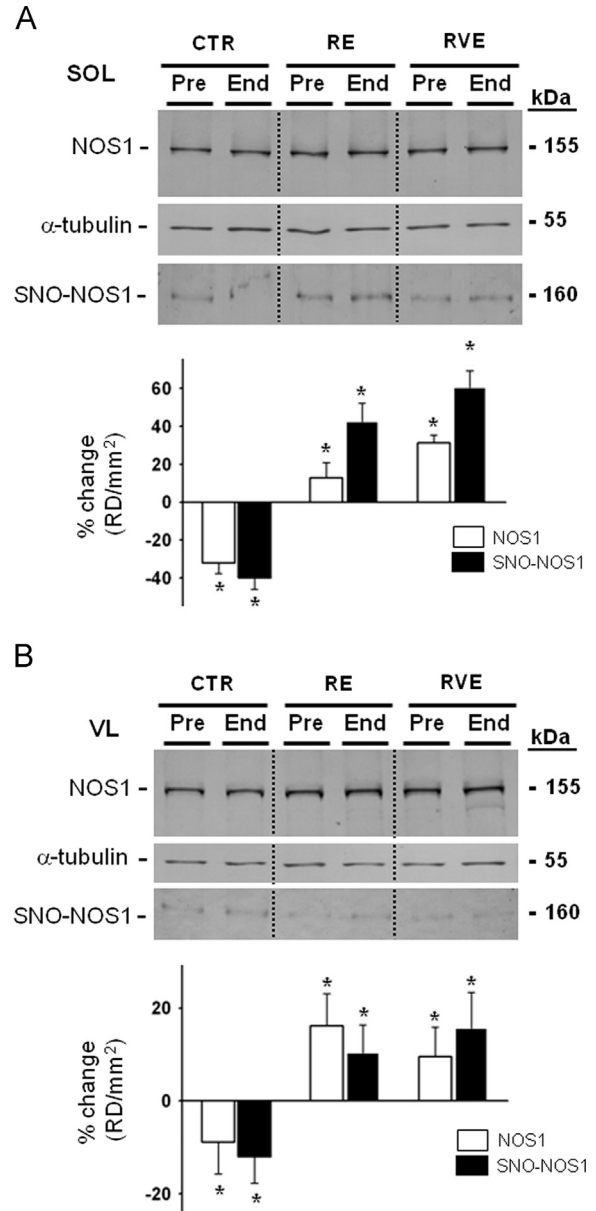 A
CTR RE RVE
SOL Pre End Pre End Pre End kDa
NOS1 - - 155
α-tubulin - - 55
SNO-NOS1 - - 160
* * * *
60
40
20
0
-20
-40
* *
% change
(RD/mm²)
NOS1
SNO-NOS1
B
CTR RE RVE
VL Pre End Pre End Pre End kDa
NOS1 - - 155
α-tubulin - - 55
SNO-NOS1 - - 160
* * * *
20
0
-20
* *
% change
(RD/mm²)
NOS1
SNO-NOS1